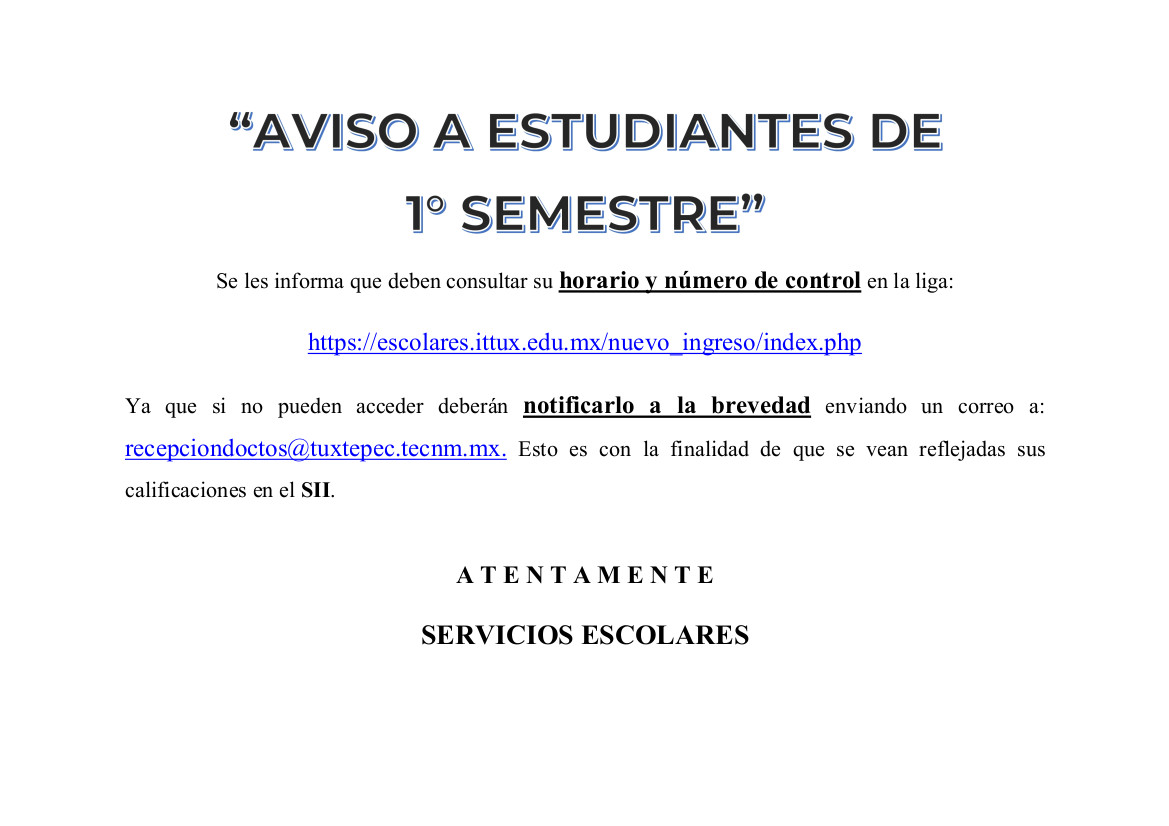 “AVISO A ESTUDIANTES DE
1° SEMESTRE”
Se les informa que deben consultar su horario y número de control en la liga:
https://escolares.ittux.edu.mx/nuevo_ingreso/index.php
Ya que si no pueden acceder deberán notificarlo a la brevedad enviando un correo a:
recepciondoctos@tuxtepec.tecnm.mx. Esto es con la finalidad de que se vean reflejadas sus
calificaciones en el SII.
A T E N T A M E N T E
SERVICIOS ESCOLARES